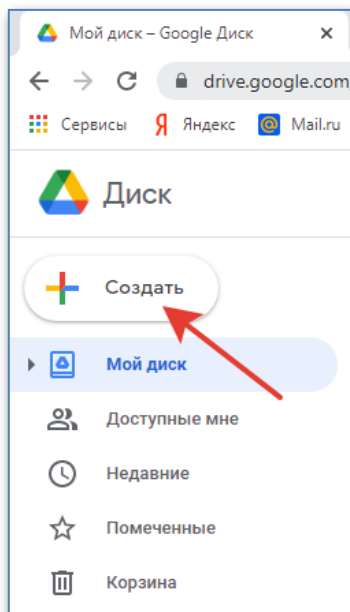 Мой диск – Google Диск
drive.google.com
Сервисы Яндекс Mail.ru
Диск
Создать
Мой диск
Доступные мне
Недавние
Помеченные
Корзина